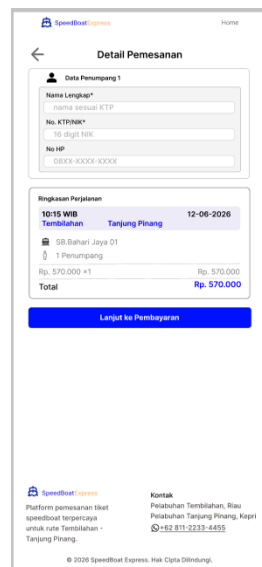 SpeedBoatExpress Home
Detail Pemesanan
Data Penumpang 1
Nama Lengkap*
nama sesuai KTP
No. KTP/NIK*
16 digit NIK
No HP
08XX-XXXX-XXXX
Ringkasan Perjalanan
10:15 WIB 12-06-2026
Tembilahan Tanjung Pinang
SB.Bahari Jaya 01
1 Penumpang
Rp. 570.000 ×1 Rp. 570.000
Total Rp. 570.000
Lanjut ke Pembayaran
SpeedBoatExpress
Platform pemesanan tiket
speedboat terpercaya
untuk rute Tembilahan -
Tanjung Pinang.
Kontak
Pelabuhan Tembilahan, Riau
Pelabuhan Tanjung Pinang, Kepri
+62 811-2233-4455
© 2026 SpeedBoat Express. Hak Cipta Dilindungi.